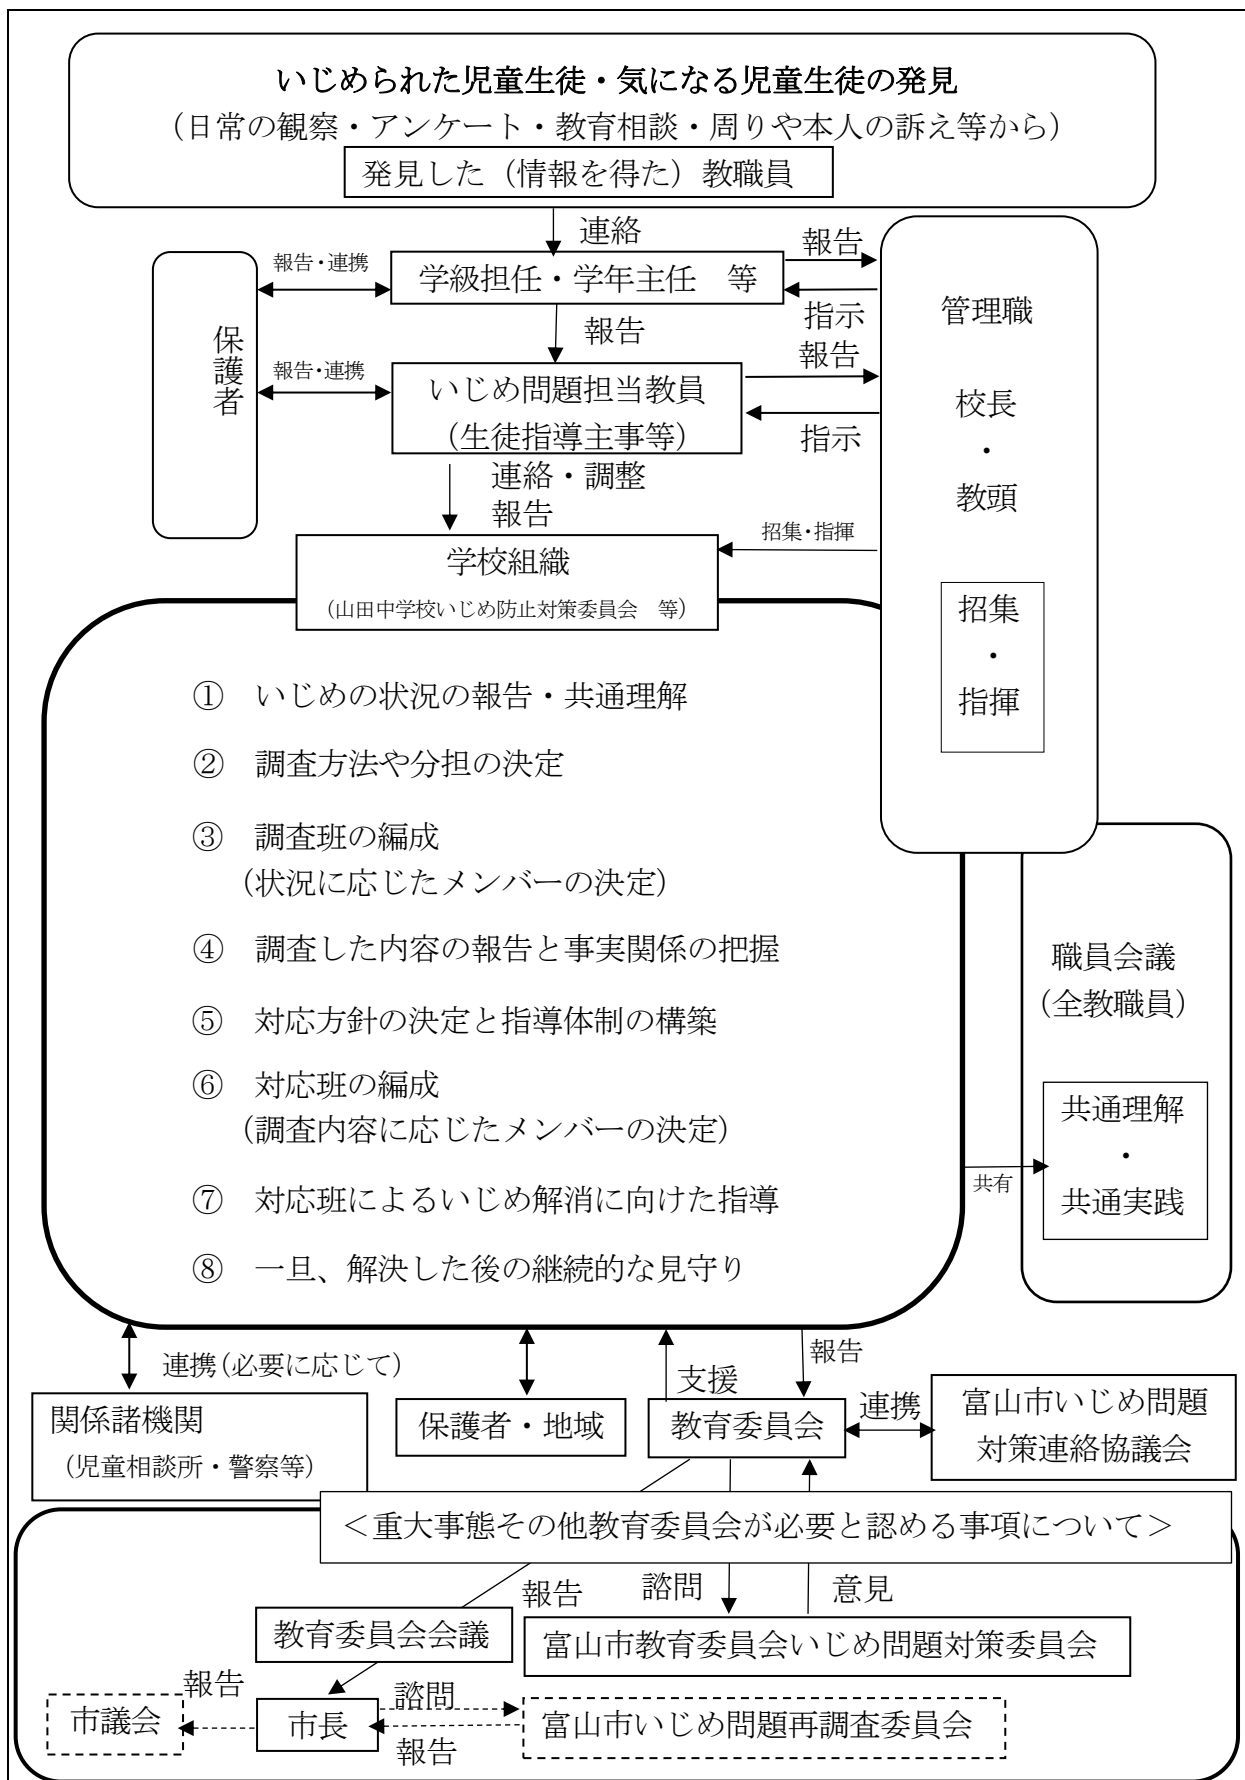 いじめられた児童生徒・気になる児童生徒の発見
（日常の観察・アンケート・教育相談・周りや本人の訴え等から）
発見した（情報を得た）教職員
連絡
学級担任・学年主任　等
報告・連携
報告
指示
保護者
報告
いじめ問題担当教員
（生徒指導主事等）
報告・連携
報告
指示
管理職
校長
・
教頭
招集
・
指揮
連絡・調整
報告
招集・指揮
学校組織
（山田中学校いじめ防止対策委員会　等）
①　いじめの状況の報告・共通理解
②　調査方法や分担の決定
③　調査班の編成
（状況に応じたメンバーの決定）
④　調査した内容の報告と事実関係の把握
⑤　対応方針の決定と指導体制の構築
⑥　対応班の編成
（調査内容に応じたメンバーの決定）
⑦　対応班によるいじめ解消に向けた指導
⑧　一旦、解決した後の継続的な見守り
共有
職員会議
（全教職員）
共通理解
・
共通実践
連携（必要に応じて）
支援
報告
関係諸機関
（児童相談所・警察等）
保護者・地域
教育委員会
連携
富山市いじめ問題
対策連絡協議会
＜重大事態その他教育委員会が必要と認める事項について＞
報告
諮問
意見
教育委員会会議
富山市教育委員会いじめ問題対策委員会
報告
市議会
市長
諮問
報告
富山市いじめ問題再調査委員会